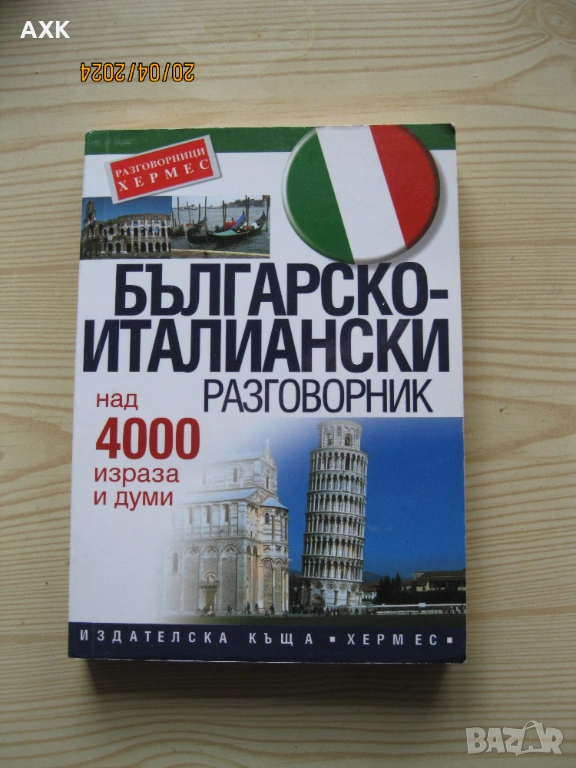 АХК
20/04/2024
РАЗГОВОРНИЦИ
ХЕРМЕС
БЪЛГАРСКО-
ИТАЛИАНСКИ
РАЗГОВОРНИК
над
4000
израза
и думи
ИЗДАТЕЛСКА КЪЩА ▪ ХЕРМЕС ▪
BAZAR